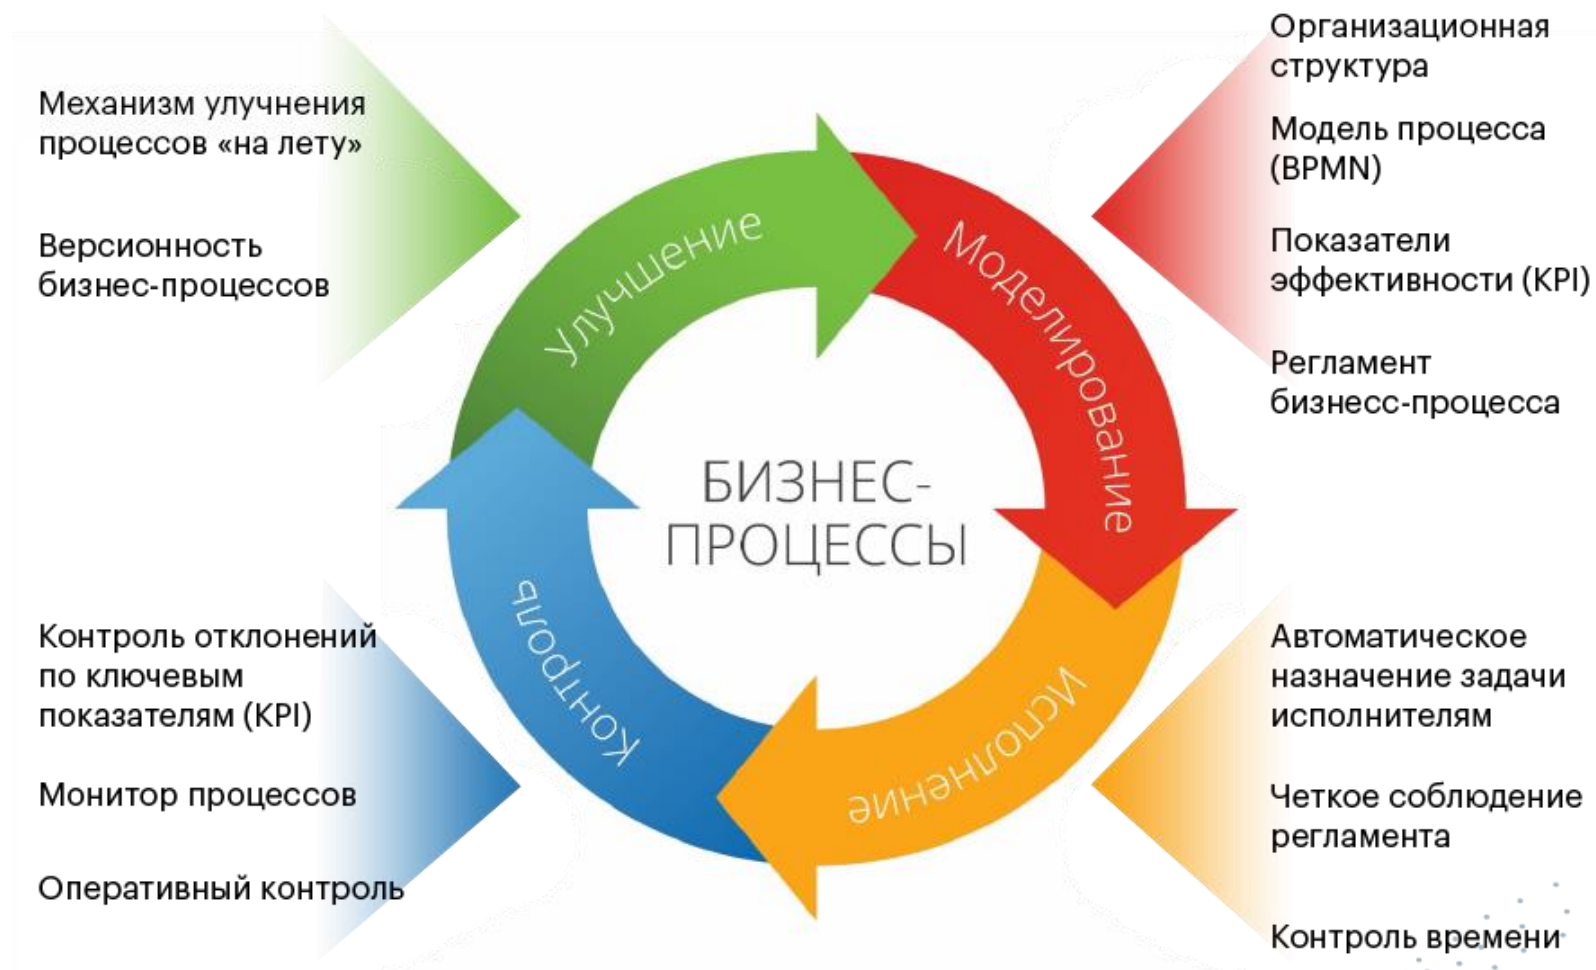 Механизм улучнения
процессов «на лету»
Версионность
бизнес-процессов
Улучшение
Моделирование
Организационная
структура
Модель процесса
(BPMN)
Показатели
эффективности (KPI)
Регламент
бизнесс-процесса
БИЗНЕС-
ПРОЦЕССЫ
Контроль
Исполнение
Контроль отклонений
по ключевым
показателям (KPI)
Монитор процессов
Оперативный контроль
Автоматическое
назначение задачи
исполнителям
Четкое соблюдение
регламента
Контроль времени